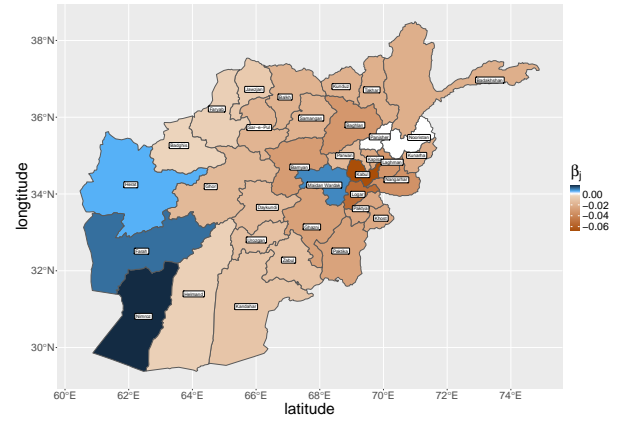 38°N
36°N
34°N
32°N
30°N
longtitude
60°E
62°E
64°E
66°E
68°E
70°E
72°E
74°E
latitude
βj
0.00
−0.02
−0.04
−0.06
Badakhshan
Jawzjan
Balkh
Kunduz
Takhar
Faryab
Samangan
Baghlan
Sar-e-Pul
Panjsher
Nooristan
Badghis
Parwan
Kapisa
Kunarha
Laghman
Bamyan
Kabul
Nangarhar
Herat
Ghor
Maidan Wardak
Logar
Daykundi
Paktya
Khost
Ghazni
Uruzgan
Farah
Zabul
Paktika
Helmand
Kandahar
Nimroz